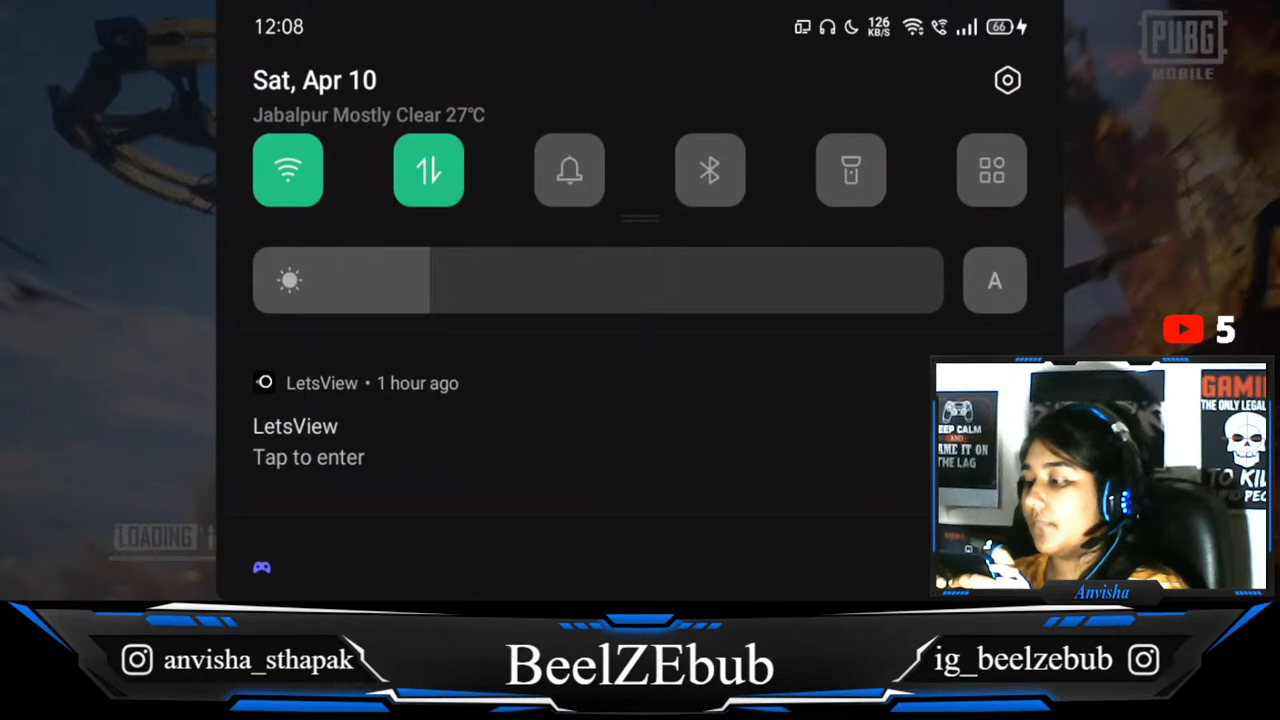 12:08
126
KB/S
66
PUBG
MOBILE
Sat, Apr 10
Jabalpur Mostly Clear 27℃
A
5
LetsView • 1 hour ago
LetsView
Tap to enter
LOADING
KEEP CALM
AND
GAME IT ON
THE LAG
GAMI
THE ONLY LEGAL
TO KIL
Anvisha
anvisha_sthapak
BeelZEbub
ig_beelzebub